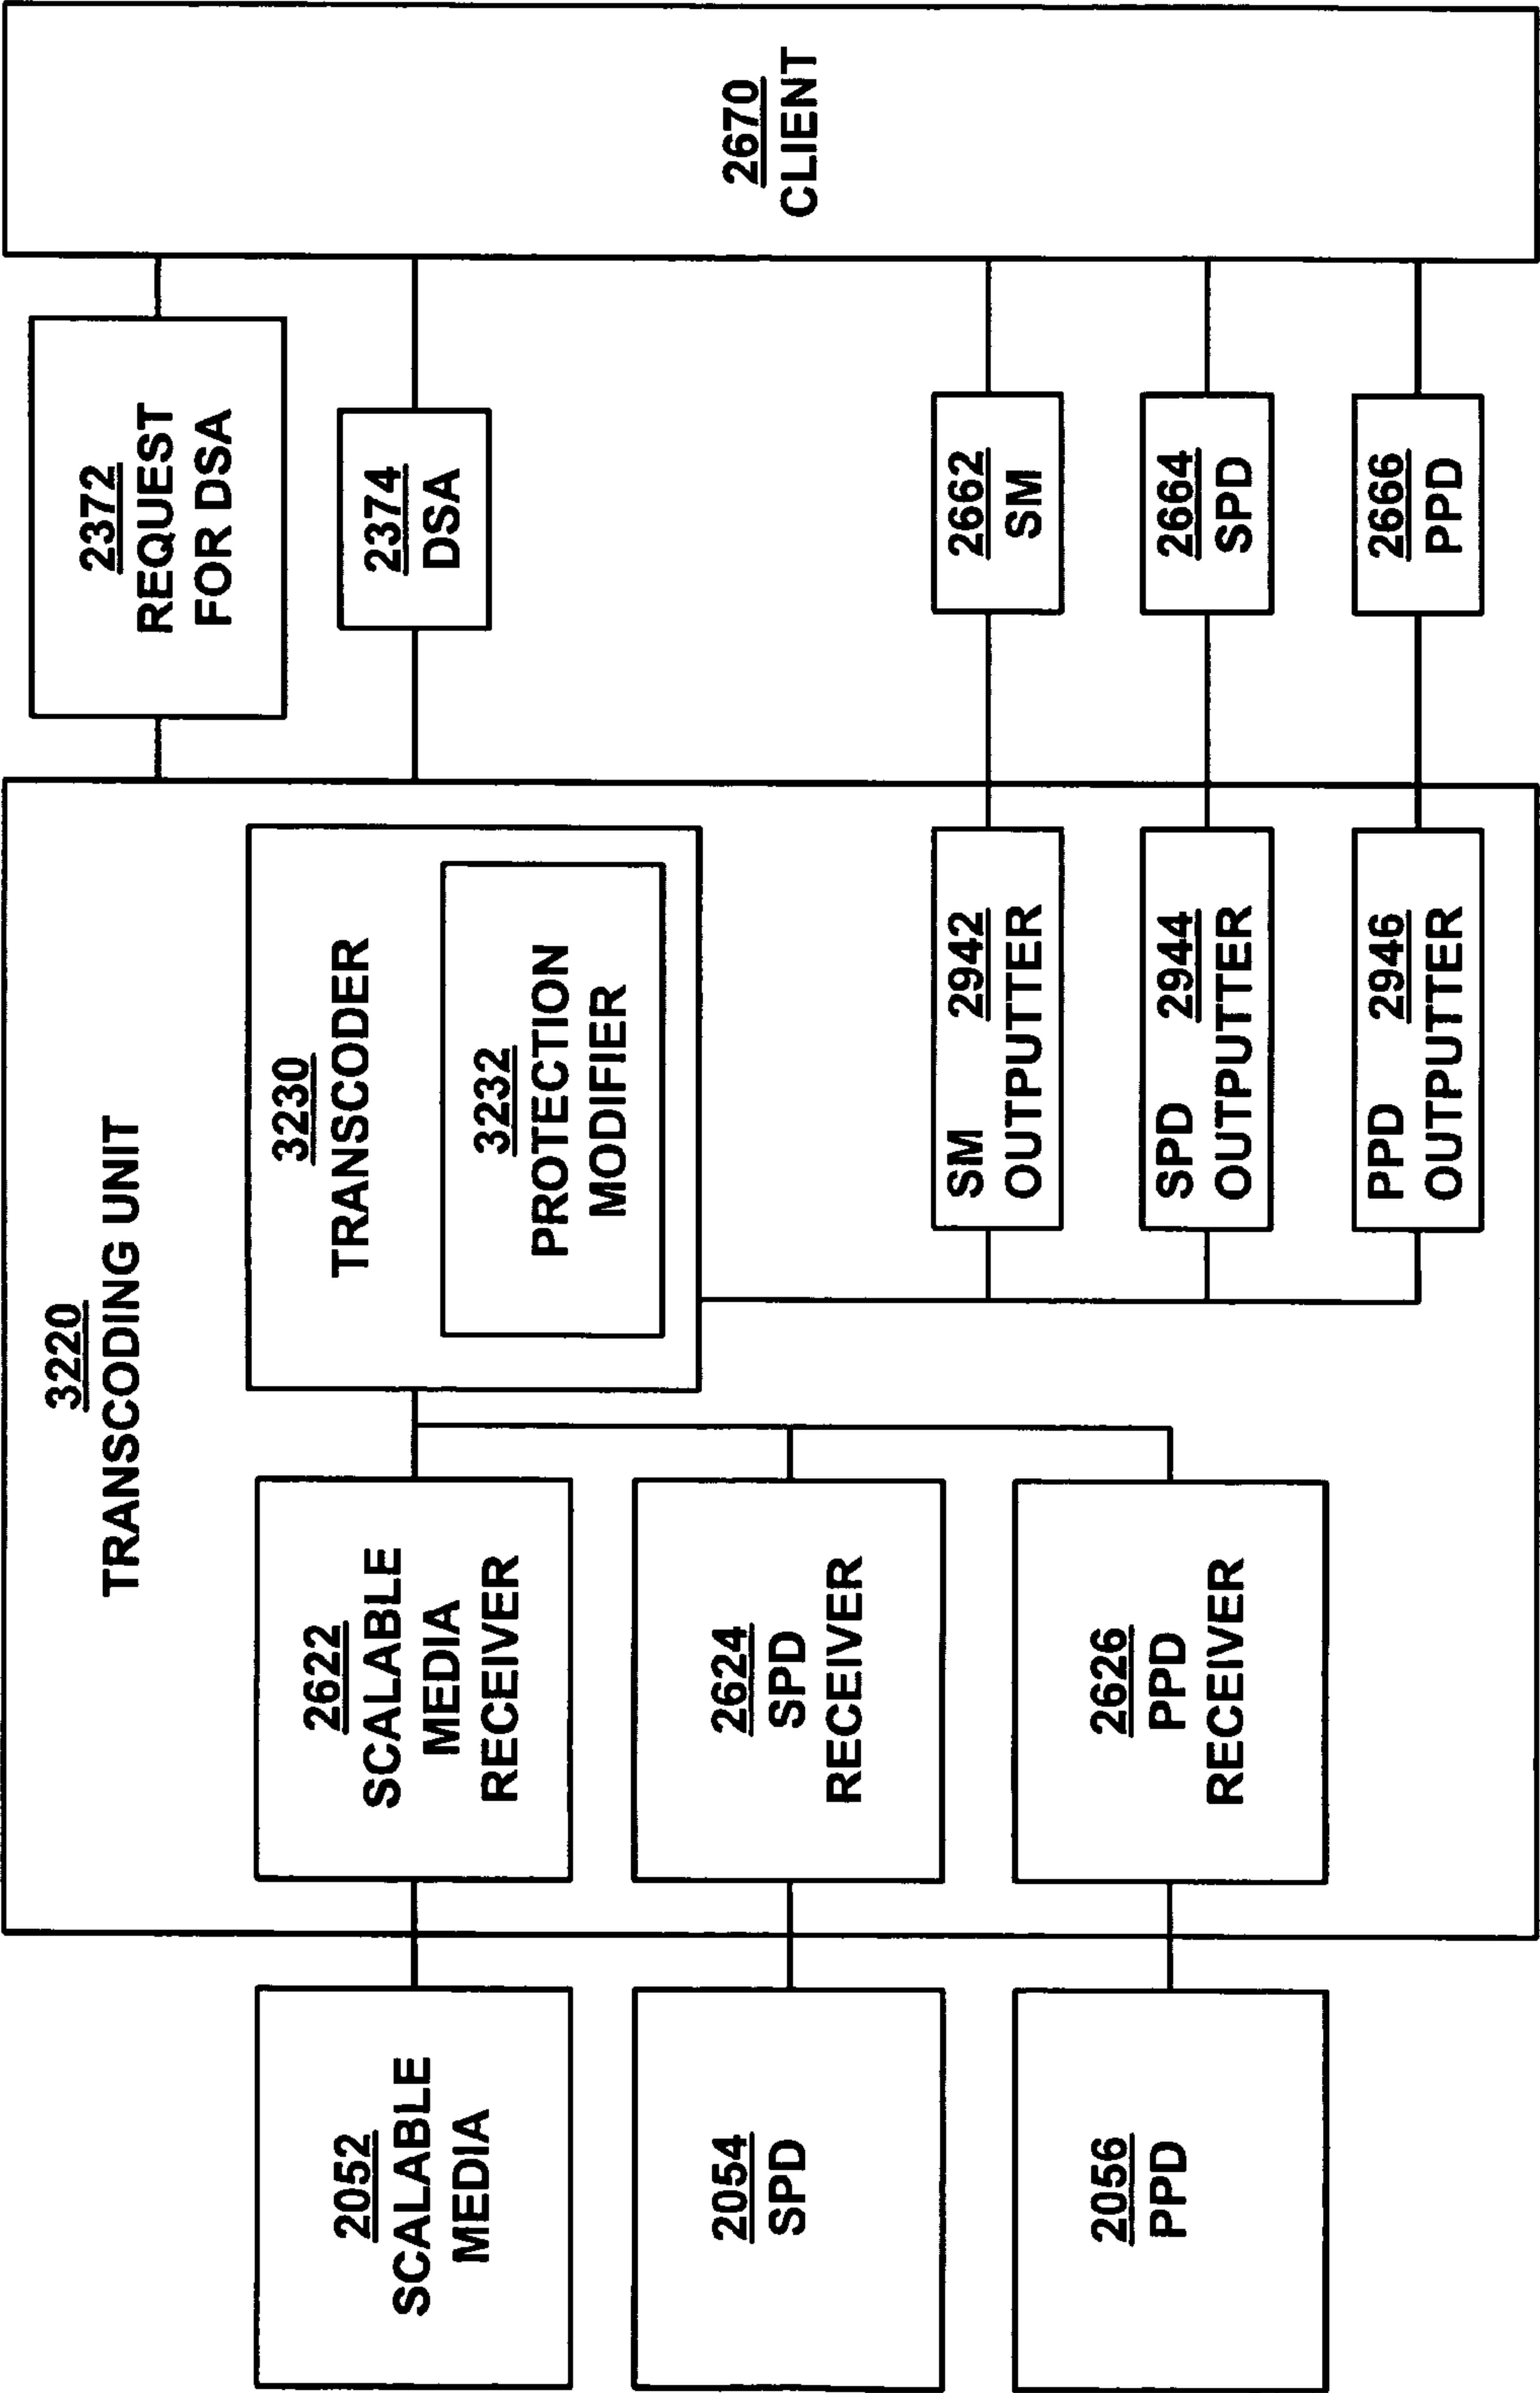 3220
TRANSCODING UNIT
2052
SCALABLE
MEDIA
2622
SCALABLE
MEDIA
RECEIVER
3230
TRANSCODER
3232
PROTECTION
MODIFIER
2372
REQUEST
FOR DSA
2374
DSA
2670
CLIENT
2054
SPD
2624
SPD
RECEIVER
2056
PPD
2626
PPD
RECEIVER
SM 2942
OUTPUTTER
2662
SM
SPD 2944
OUTPUTTER
2664
SPD
PPD 2946
OUTPUTTER
2666
PPD